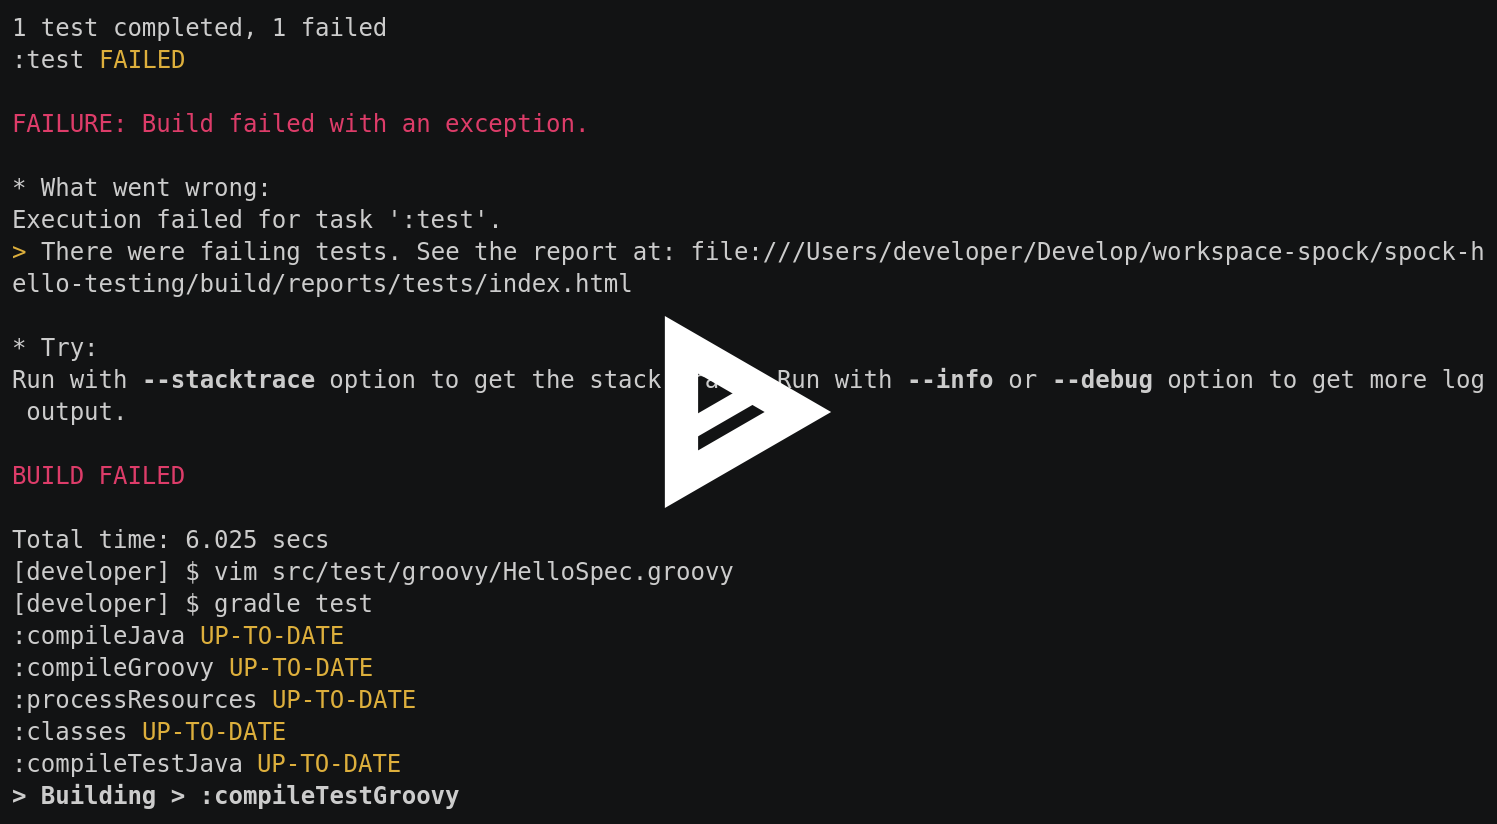 1 test completed, 1 failed
:test FAILED
FAILURE: Build failed with an exception.
* What went wrong:
Execution failed for task ':test'.
> There were failing tests. See the report at: file:///Users/developer/Develop/workspace-spock/spock-h
ello-testing/build/reports/tests/index.html
* Try:
Run with --stacktrace option to get the stack Run with --info or --debug option to get more log
output.
BUILD FAILED
Total time: 6.025 secs
[developer] $ vim src/test/groovy/HelloSpec.groovy
[developer] $ gradle test
:compileJava UP-TO-DATE
:compileGroovy UP-TO-DATE
:processResources UP-TO-DATE
:classes UP-TO-DATE
:compileTestJava UP-TO-DATE
> Building > :compileTestGroovy